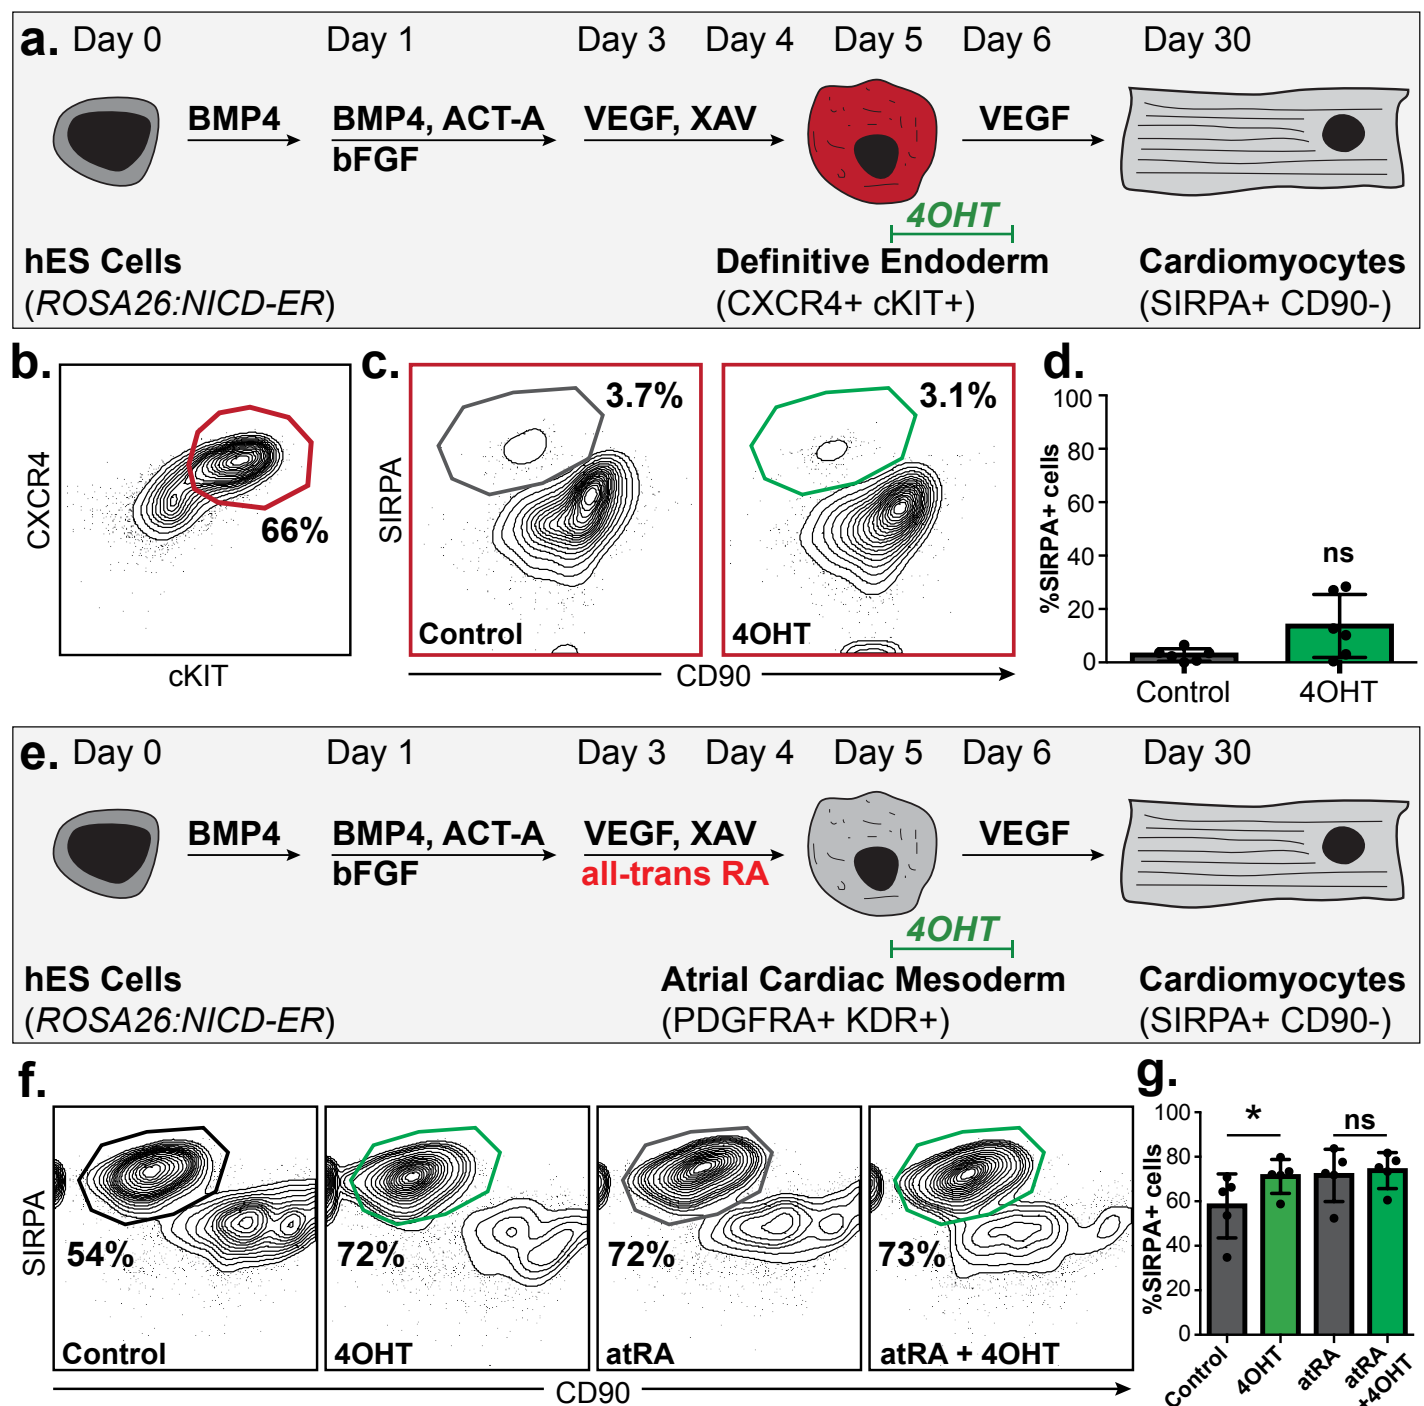 a. Day 0 Day 1 Day 3 Day 4 Day 5 Day 6 Day 30
BMP4 BMP4, ACT-A VEGF, XAV VEGF
bFGF
4OHT
hES Cells Definitive Endoderm Cardiomyocytes
(ROSA26:NICD-ER) (CXCR4+ cKIT+) (SIRPA+ CD90-)
b.
CXCR4
66%
cKIT
c.
SIRPA
3.7%
Control
3.1%
4OHT
CD90
d.
%SIRPA+ cells
100
80
60
40
20
0
ns
Control 4OHT
e. Day 0 Day 1 Day 3 Day 4 Day 5 Day 6 Day 30
BMP4 BMP4, ACT-A VEGF, XAV VEGF
bFGF all-trans RA
4OHT
hES Cells Atrial Cardiac Mesoderm Cardiomyocytes
(ROSA26:NICD-ER) (PDGFRA+ KDR+) (SIRPA+ CD90-)
f.
SIRPA
54% 72% 72% 73%
Control 4OHT atRA atRA + 4OHT
CD90
g.
%SIRPA+ cells
100
80
60
40
20
0
* ns
Control
4OHT
atRA
atRA
+4OHT